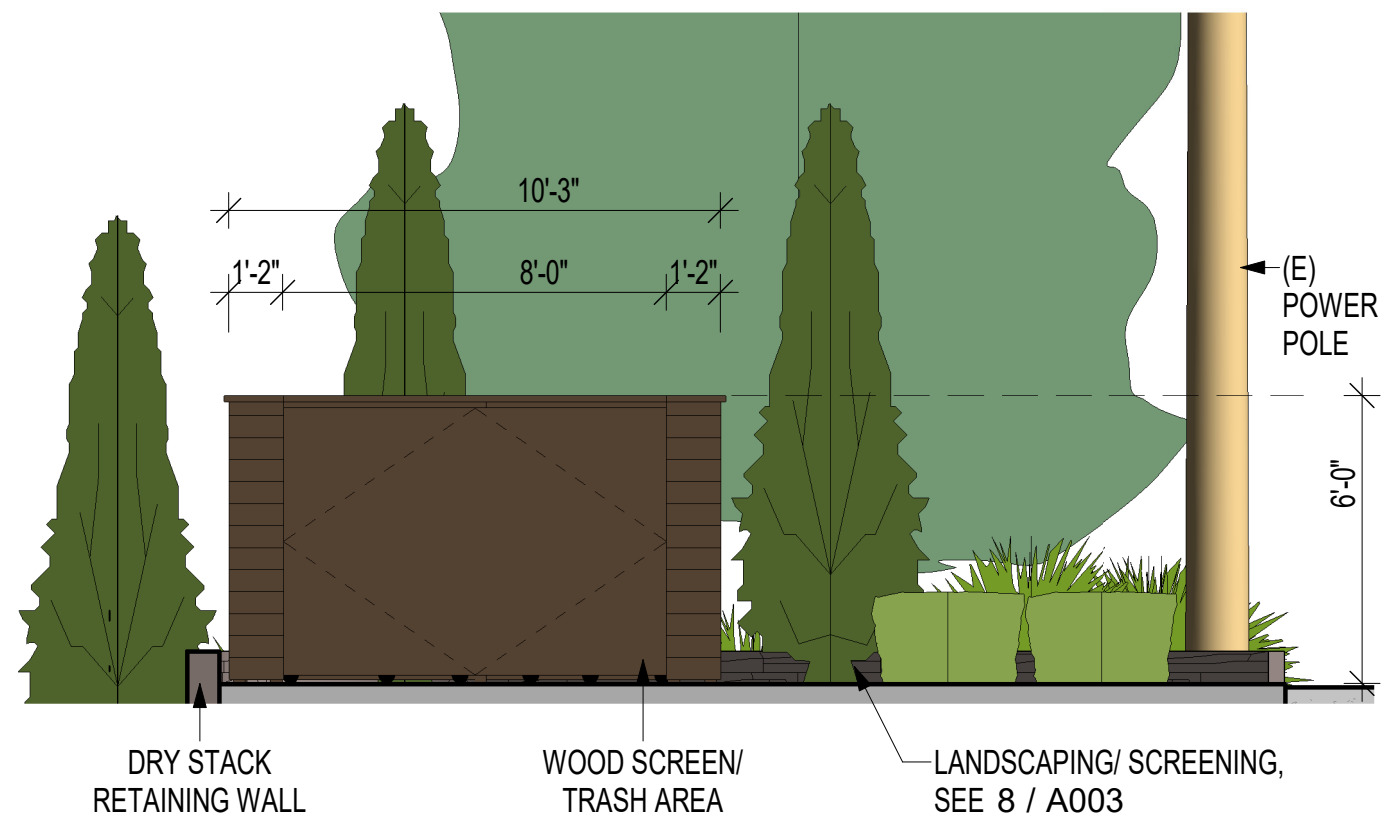 10'-3"
1'-2"
8'-0"
1'-2"
(E)
POWER
POLE
6'-0"
DRY STACK
RETAINING WALL
WOOD SCREEN/
TRASH AREA
LANDSCAPING/ SCREENING,
SEE 8 / A003